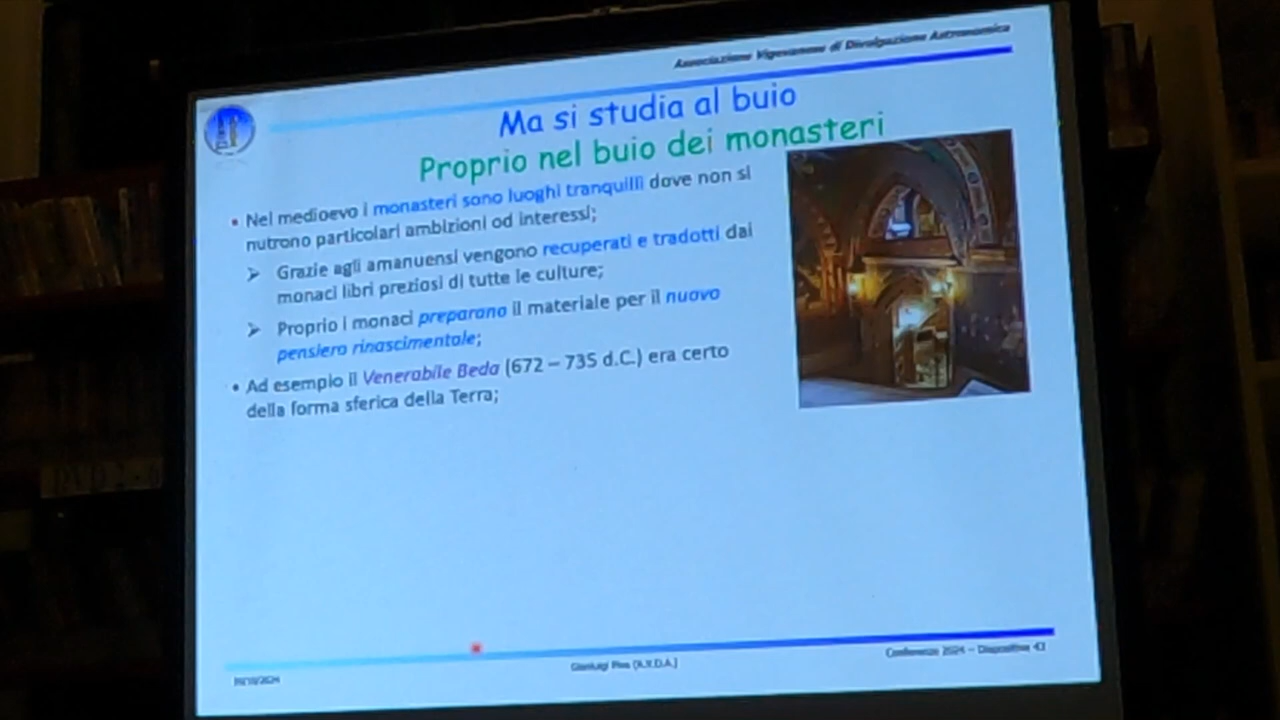 Associazione Vigevanese di Divulgazione Astronomica
Ma si studia al buio
Proprio nel buio dei monasteri
• Nel medioevo i monasteri sono luoghi tranquilli dove non si
nutrono particolari ambizioni od interessi;
➢ Grazie agli amanuensi vengono recuperati e tradotti dai
monaci libri preziosi di tutte le culture;
➢ Proprio i monaci preparano il materiale per il nuovo
pensiero rinascimentale;
• Ad esempio il Venerabile Beda (672 – 735 d.C.) era certo
della forma sferica della Terra;
Gianluigi (A.V.D.A.)
Conferenze 2024 – Diapositiva 43